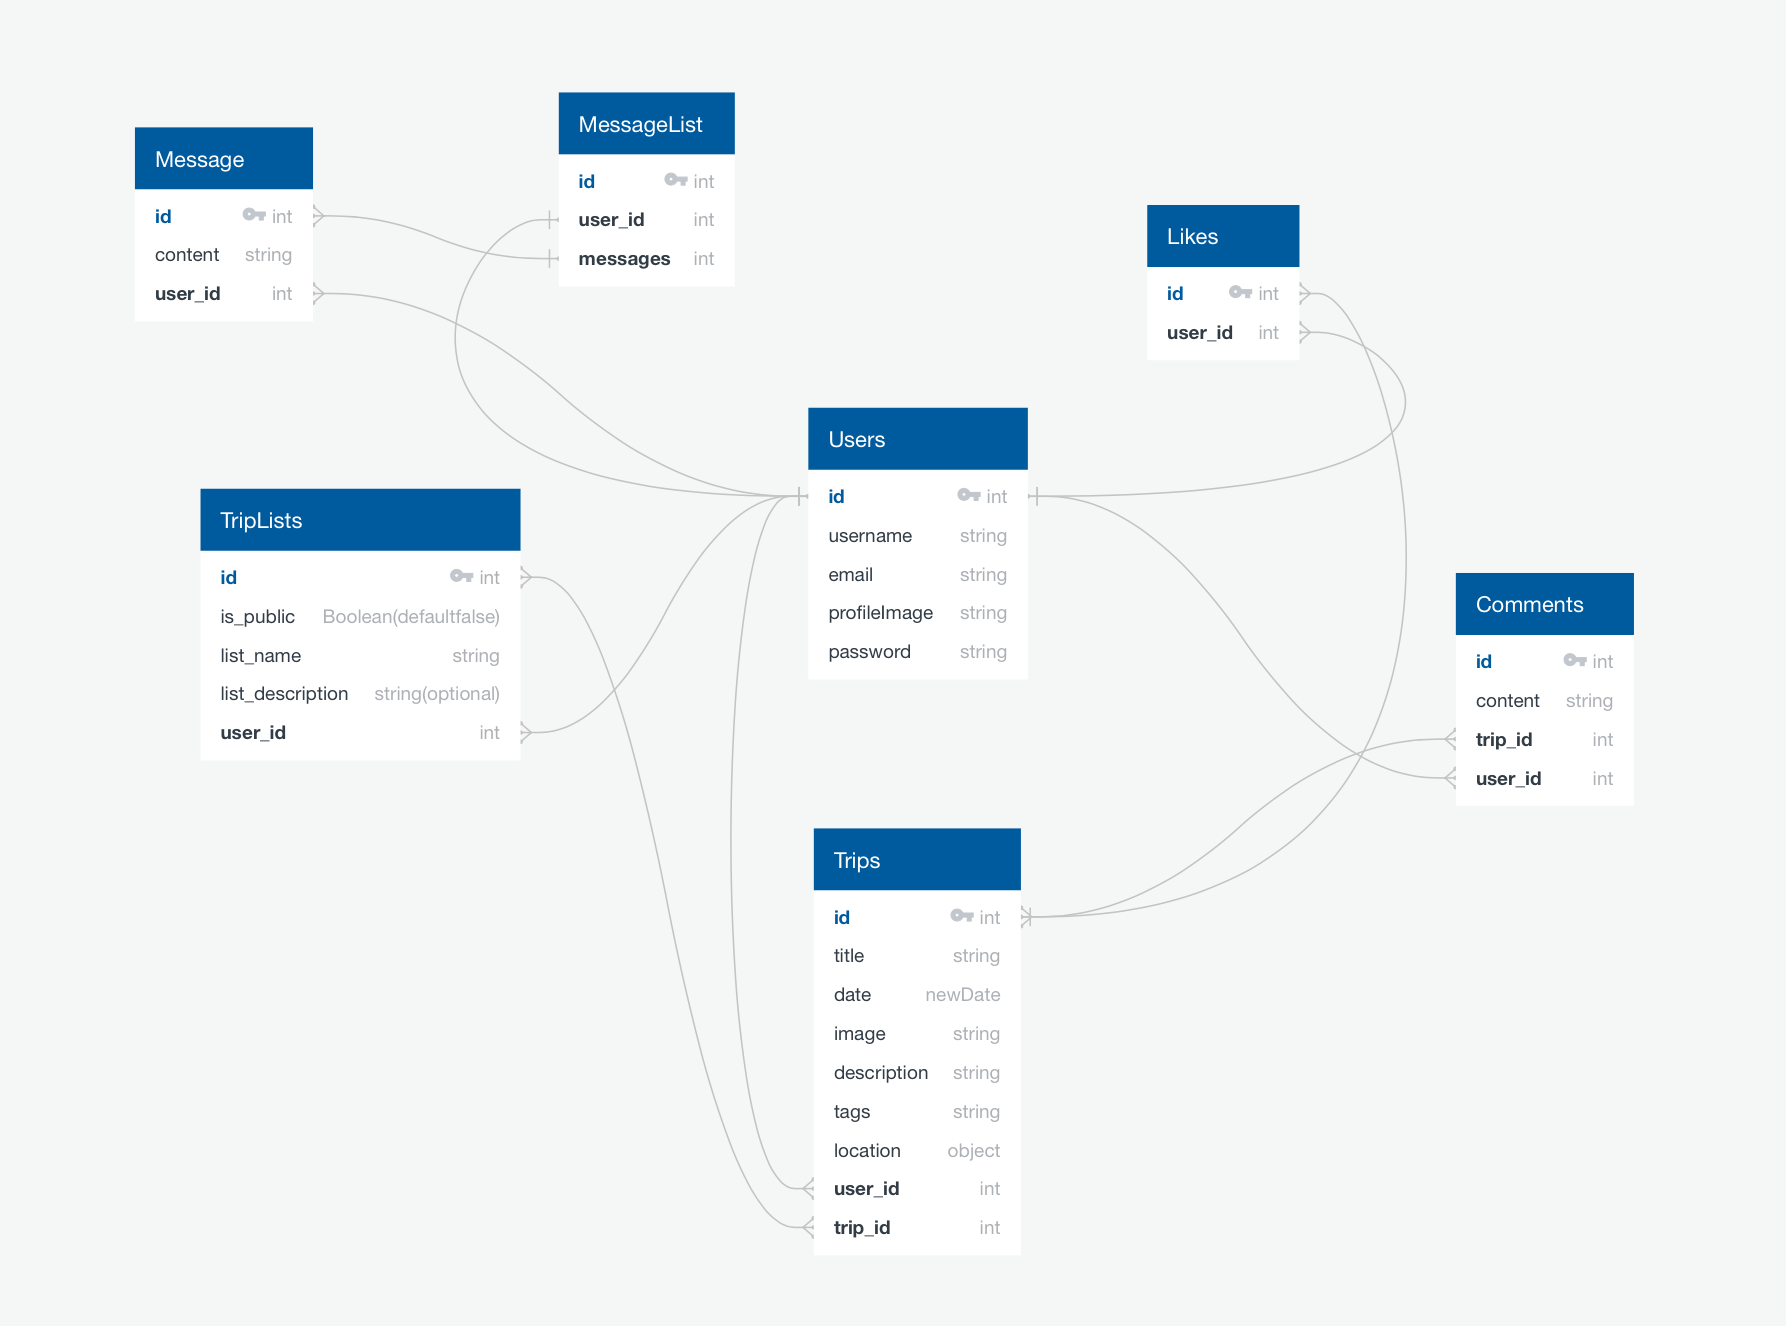 Message
id int
content string
user_id int
MessageList
id int
user_id int
messages int
Likes
id int
user_id int
Users
id int
username string
email string
profileImage string
password string
TripLists
id int
is_public Boolean(defaultfalse)
list_name string
list_description string(optional)
user_id int
Comments
id int
content string
trip_id int
user_id int
Trips
id int
title string
date newDate
image string
description string
tags string
location object
user_id int
trip_id int